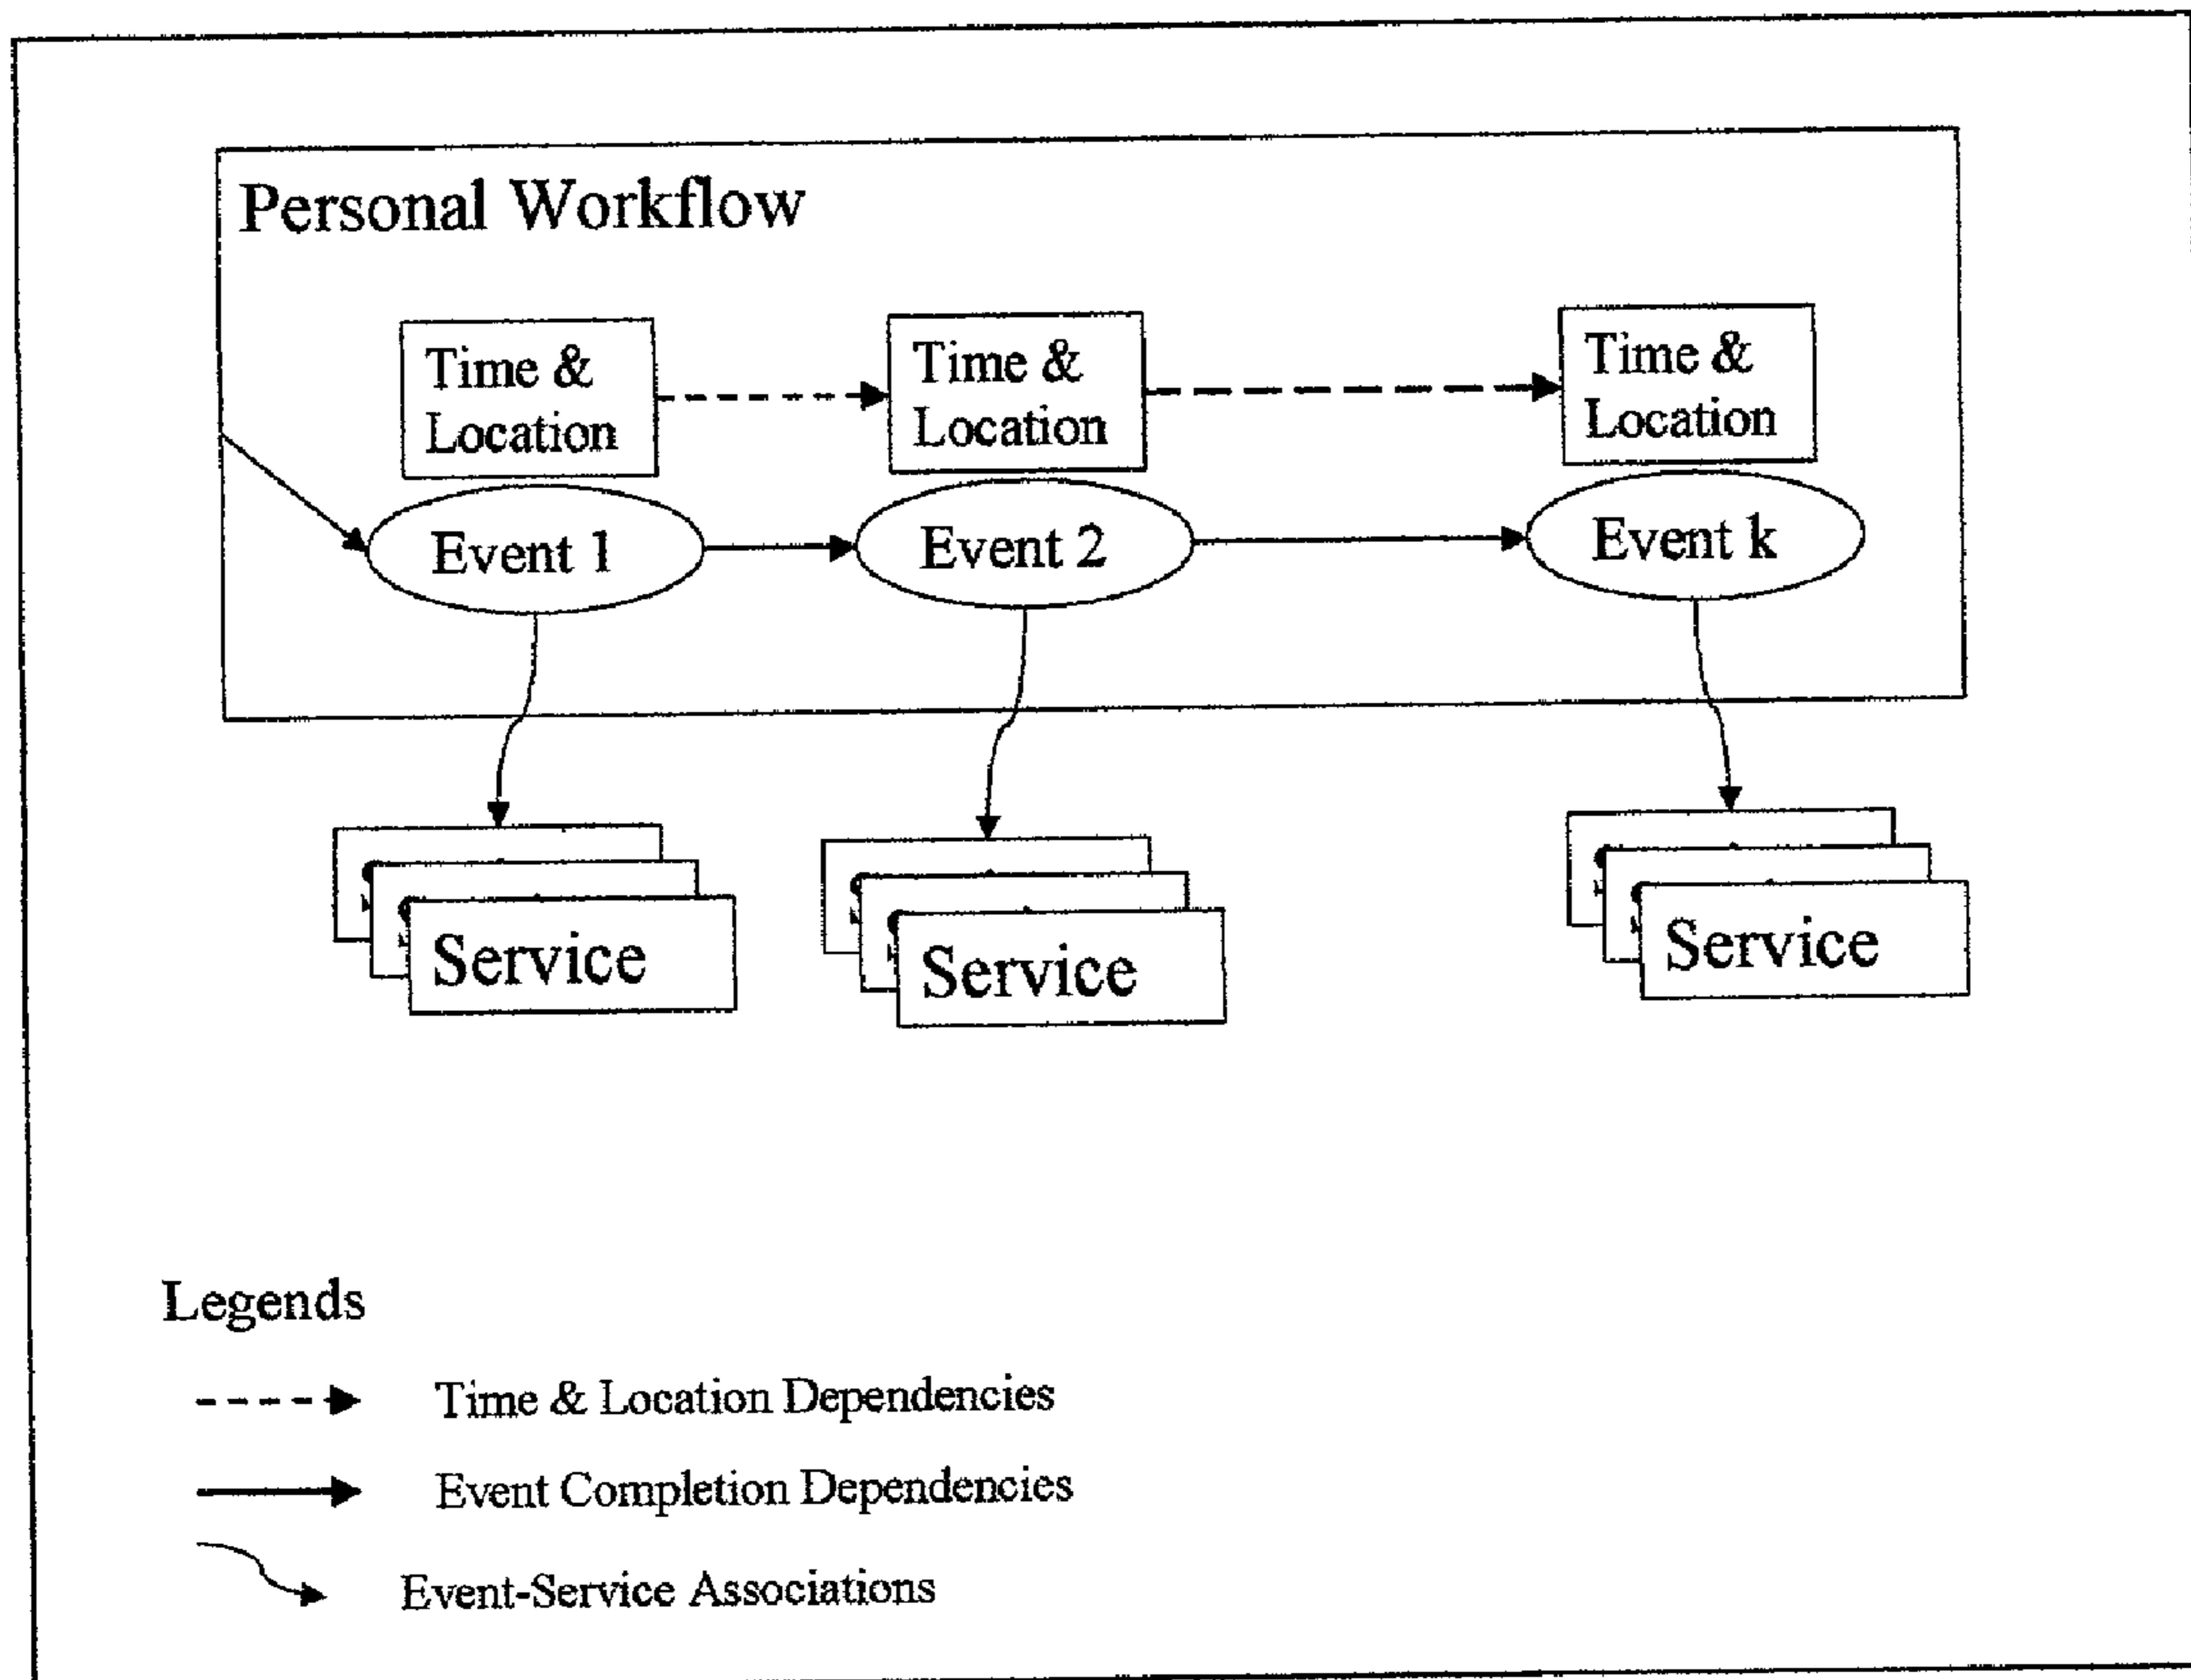 Personal Workflow
Time &
Location
Time &
Location
Time &
Location
Event 1
Event 2
Event k
Service
Service
Service
Legends
Time & Location Dependencies
Event Completion Dependencies
Event-Service Associations